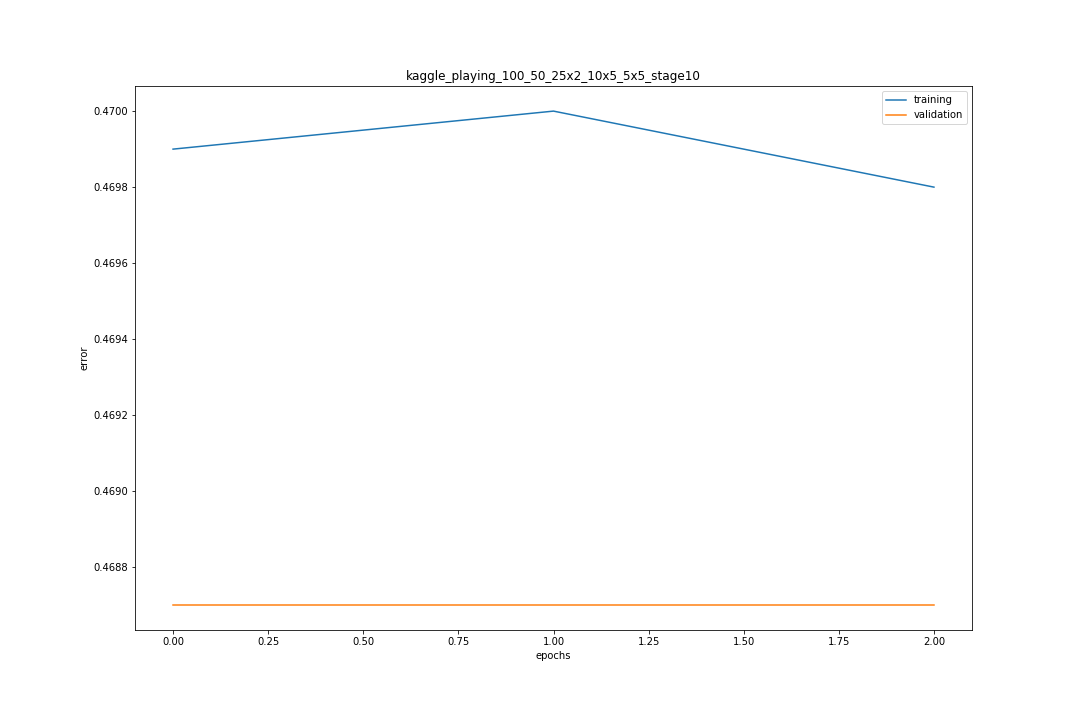 kaggle_playing_100_50_25x2_10x5_5x5_stage10
training
validation
0.4700
0.4698
0.4696
0.4694
0.4692
0.4690
0.4688
error
0.00 0.25 0.50 0.75 1.00 1.25 1.50 1.75 2.00
epochs